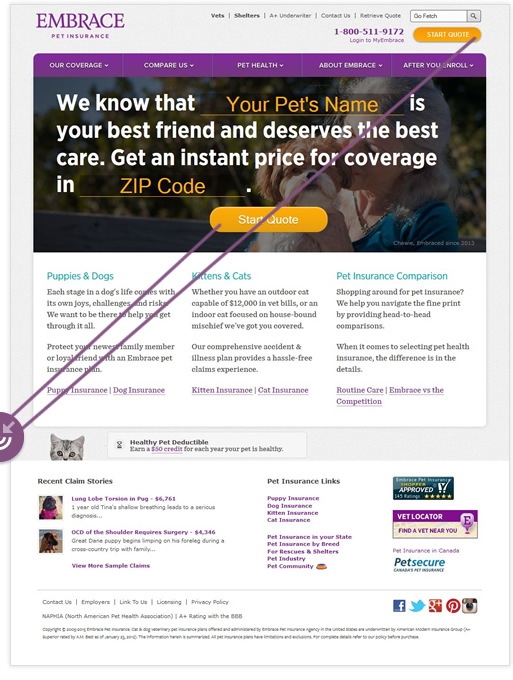 EMBRACE
PET INSURANCE
Vets | Shelters | A+ Underwriter | Contact Us | Retrieve Quote
Go Fetch
1-800-511-9172
Login to MyEmbrace
START QUOTE
OUR COVERAGE
COMPARE US
PET HEALTH
ABOUT EMBRACE
AFTER YOU ENROLL
We know that Your Pet's Name is
your best friend and deserves the best
care. Get an instant price for coverage
in ZIP Code.
Start Quote
Chewie, Embraced since 2013
Puppies & Dogs
Each stage in a dog's life comes with
its own joys, challenges, and risks.
We want to be there to help you get
through it all.
Protect your newest family member
or loyal friend with an Embrace pet
insurance plan.
Puppy Insurance | Dog Insurance
Kittens & Cats
Whether you have an outdoor cat
capable of $12,000 in vet bills, or an
indoor cat focused on house-bound
mischief we've got you covered.
Our comprehensive accident &
illness plan provides a hassle-free
claims experience.
Kitten Insurance | Cat Insurance
Pet Insurance Comparison
Shopping around for pet insurance?
We help you navigate the fine print
by providing head-to-head
comparisons.
When it comes to selecting pet health
insurance, the difference is in the
details.
Routine Care | Embrace vs the
Competition
Healthy Pet Deductible
Earn a $50 credit for each year your pet is healthy.
Recent Claim Stories
Lung Lobe Torsion in Pug - $6,761
1 year old Tina's shallow breathing leads to a serious
diagnosis...
OCD of the Shoulder Requires Surgery - $4,346
Great Dane puppy begins limping on his foreleg during a
cross-country trip with family...
View More Sample Claims
Pet Insurance Links
Puppy Insurance
Dog Insurance
Kitten Insurance
Cat Insurance
Pet Insurance in your State
Pet Insurance by Breed
For Rescues & Shelters
Pet Industry
Pet Community
Embrace Pet Insurance
SHOPPER
APPROVED
145 Ratings
VET LOCATOR
FIND A VET NEAR YOU
Pet Insurance in Canada
Petsecure
CANADA'S PET INSURANCE
Contact Us | Employers | Link To Us | Licensing | Privacy Policy
NAPHIA (North American Pet Health Association) | A+ Rating with the BBB
Copyright © 2003-2015 Embrace Pet Insurance. Cat & dog veterinary pet insurance plans offered and administered by Embrace Pet Insurance Agency in the United States are underwritten by American Modern Insurance Group (A+
Superior rated by A.M. Best as of January 23, 2015). The information herein is summarized. All pet insurance plans have limitations and exclusions. For complete details refer to our policy before purchase.